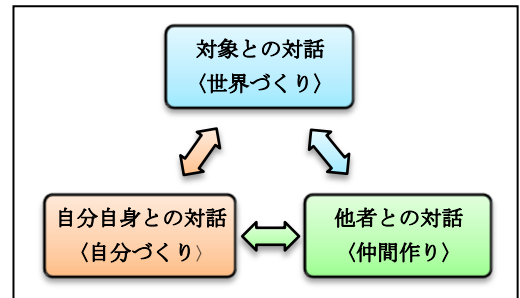 対象との対話
〈世界づくり〉
自分自身との対話
〈自分づくり〉
他者との対話
〈仲間作り〉